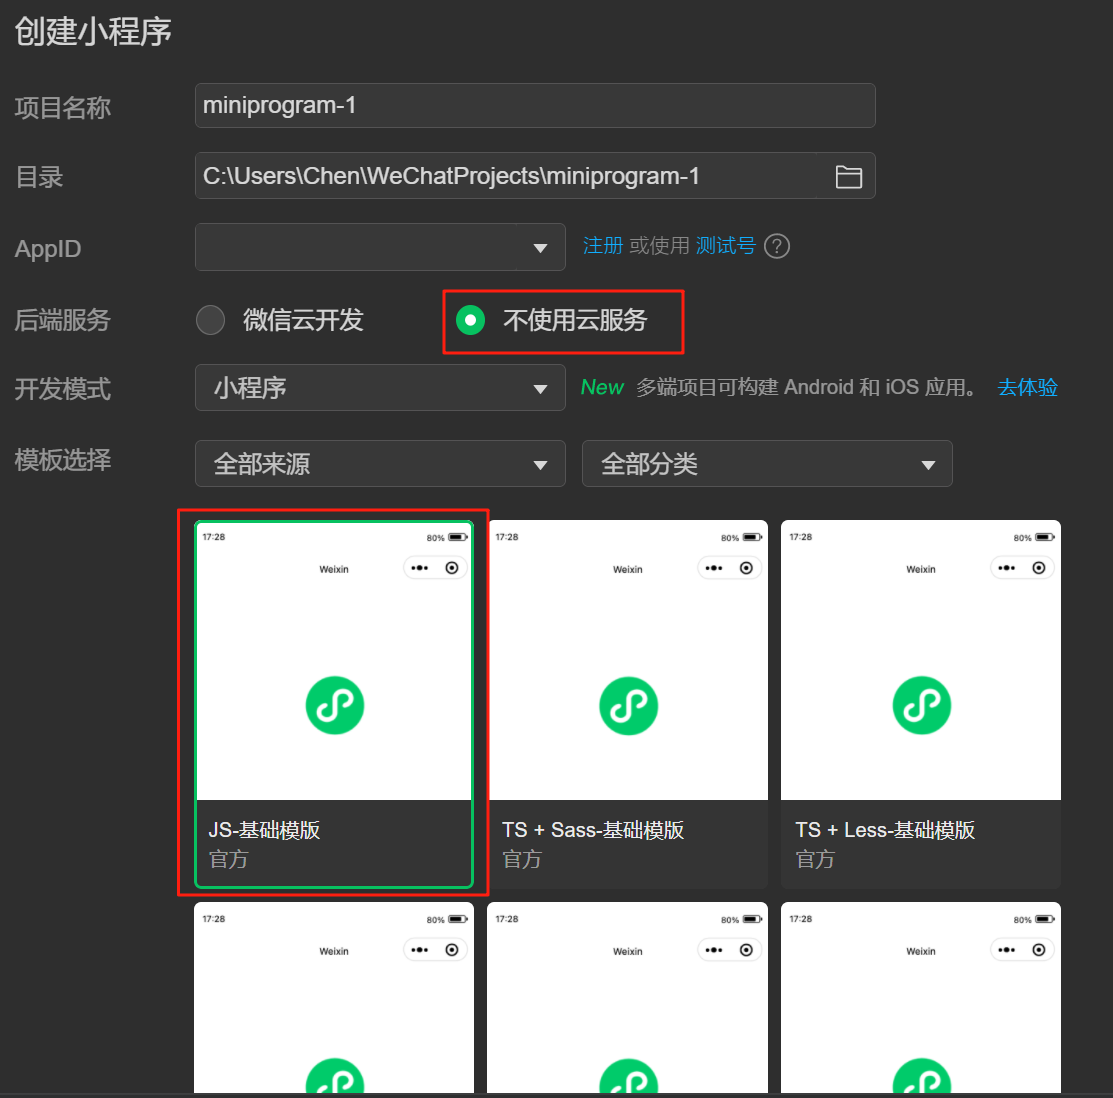 创建小程序
项目名称 miniprogram-1
目录 C:\Users\Chen\WeChatProjects\miniprogram-1
AppID 注册 或使用 测试号 ?
后端服务 微信云开发 不使用云服务
开发模式 小程序 New 多端项目可构建 Android 和 iOS 应用。 去体验
模板选择 全部来源 全部分类
17:28 80% 17:28 80% 17:28 80%
Weixin Weixin Weixin
JS-基础模版 TS + Sass-基础模版 TS + Less-基础模版
官方 官方 官方
17:28 80% 17:28 80% 17:28 80%
Weixin Weixin Weixin